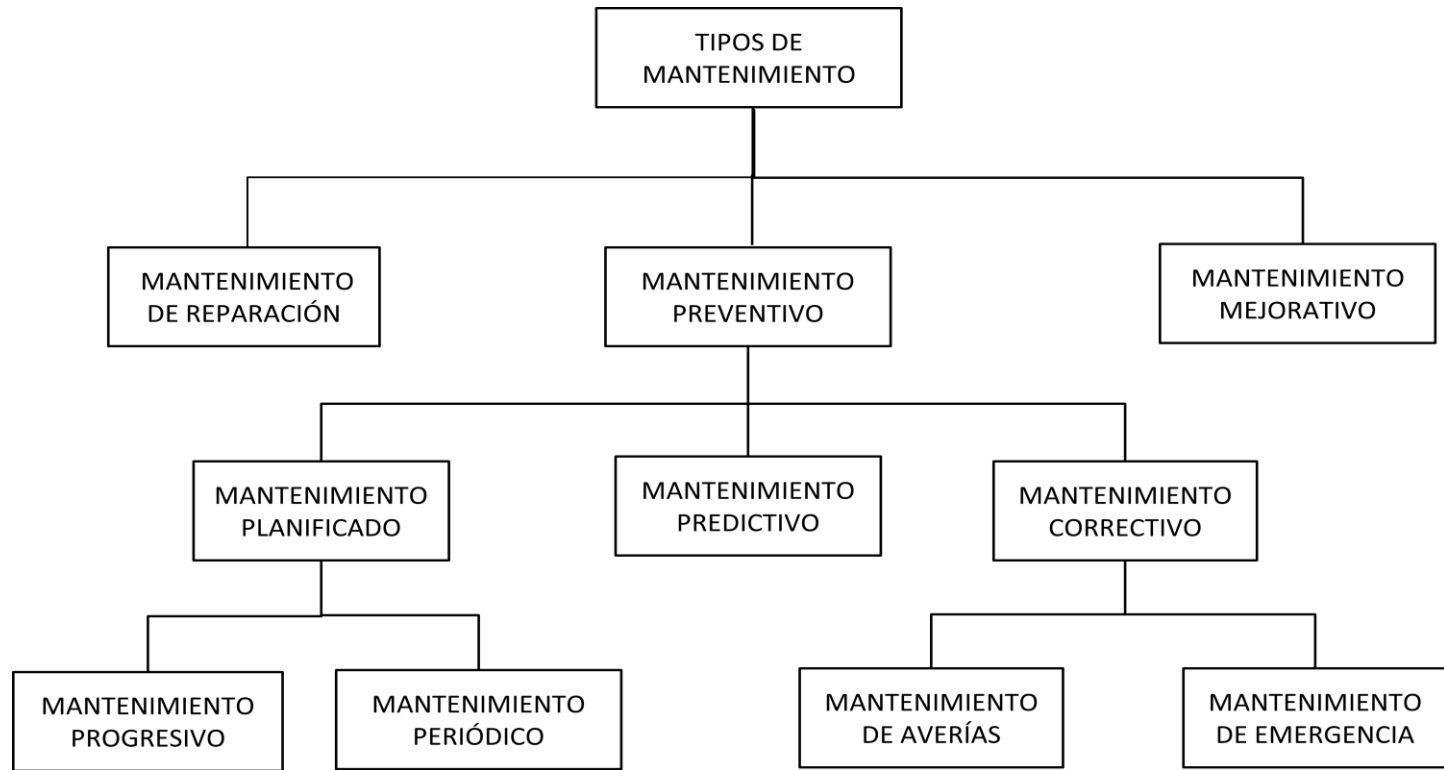 TIPOS DE
MANTENIMIENTO
MANTENIMIENTO
DE REPARACIÓN
MANTENIMIENTO
PREVENTIVO
MANTENIMIENTO
MEJORATIVO
MANTENIMIENTO
PLANIFICADO
MANTENIMIENTO
PREDICTIVO
MANTENIMIENTO
CORRECTIVO
MANTENIMIENTO
PROGRESIVO
MANTENIMIENTO
PERIÓDICO
MANTENIMIENTO
DE AVERÍAS
MANTENIMIENTO
DE EMERGENCIA